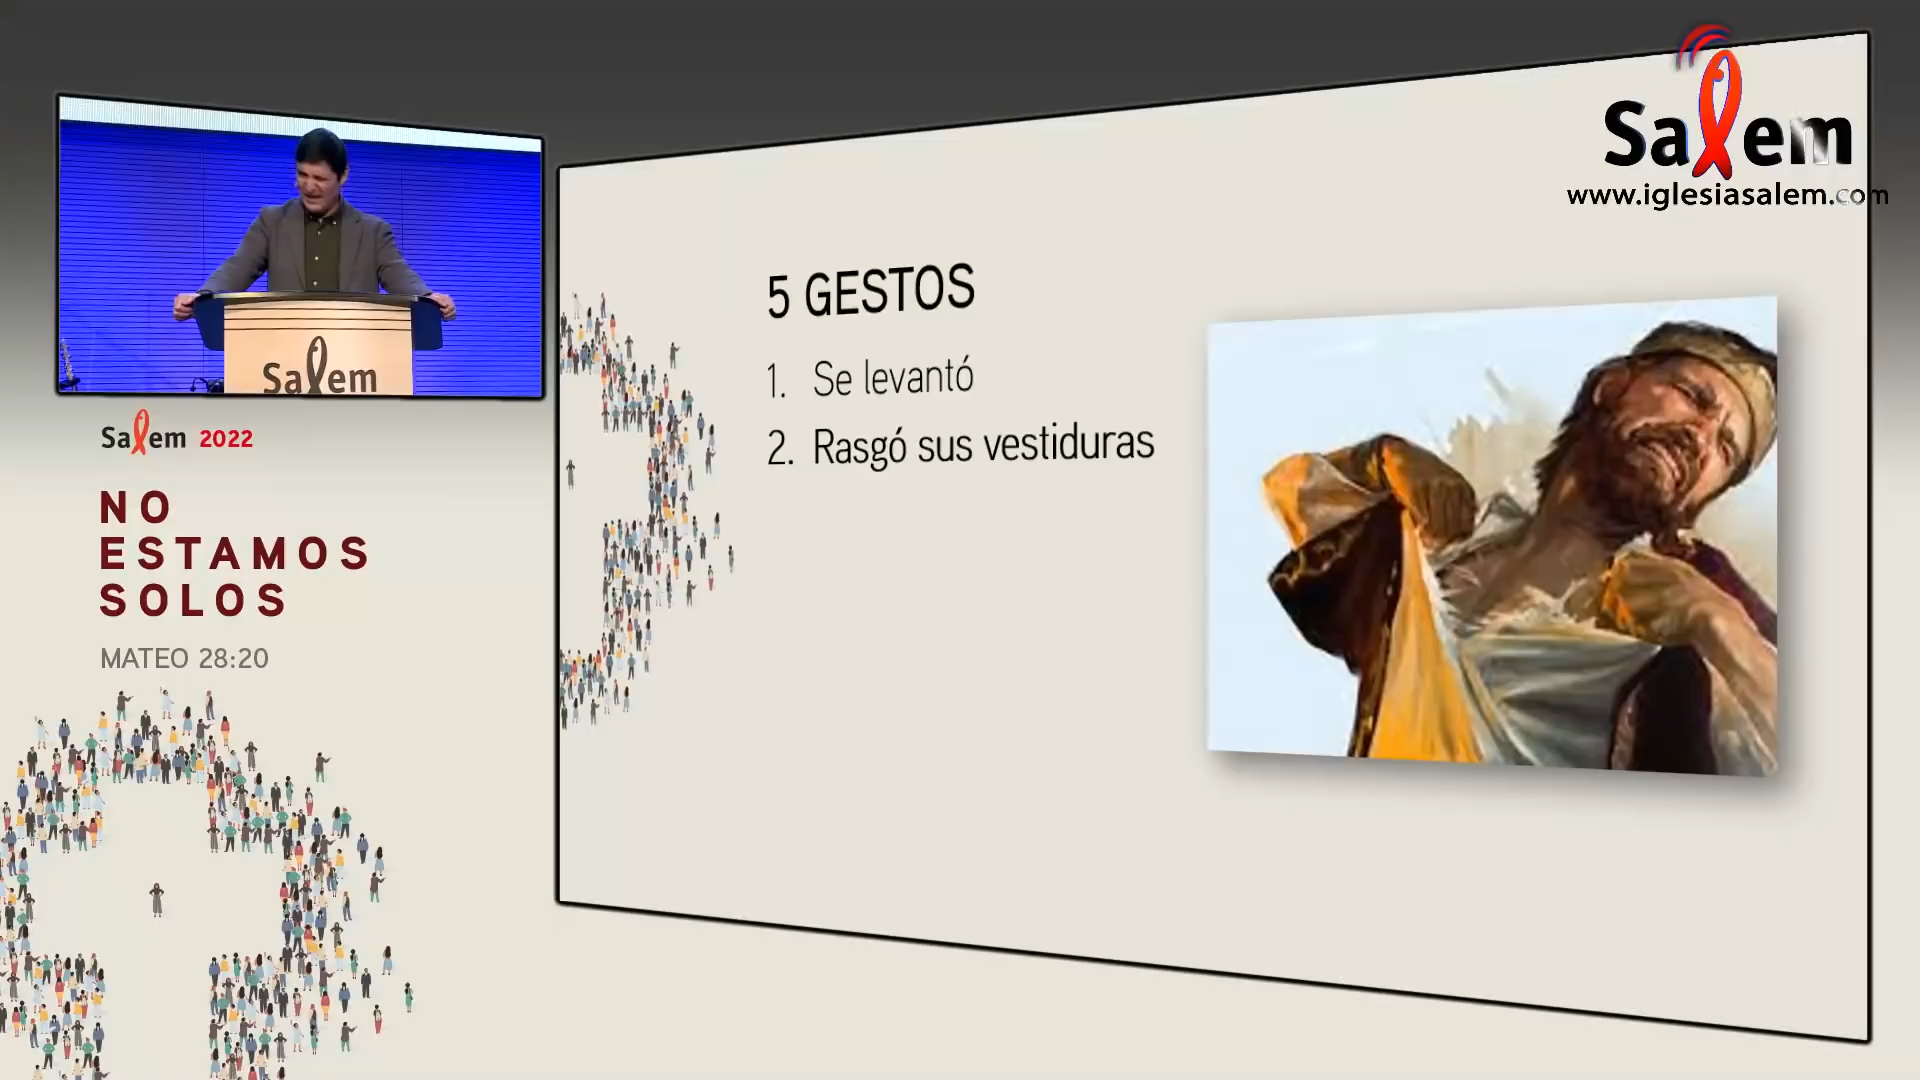 Salem
www.iglesiasalem.com
Salem
Salem 2022
NO
ESTAMOS
SOLOS
MATEO 28:20
5 GESTOS
1. Se levantó
2. Rasgó sus vestiduras